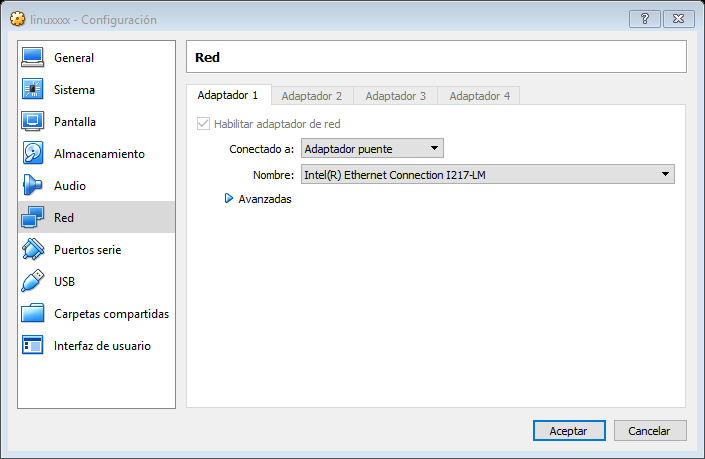 linuxxxx - Configuración
?
General
Sistema
Pantalla
Almacenamiento
Audio
Red
Puertos serie
USB
Carpetas compartidas
Interfaz de usuario
Red
Adaptador 1 Adaptador 2 Adaptador 3 Adaptador 4
Habilitar adaptador de red
Conectado a: Adaptador puente
Nombre: Intel(R) Ethernet Connection I217-LM
Avanzadas
Aceptar Cancelar